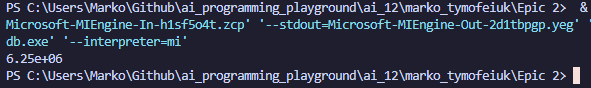 PS C:\Users\Marko\Github\ai_programming_playground\ai_12\marko_tymofeiuk\Epic 2>  &
Microsoft-MIEngine-In-h1sf5o4t.zcp' '--stdout=Microsoft-MIEngine-Out-2d1tbpgp.yeg' '
db.exe' '--interpreter=mi'
6.25e+06
PS C:\Users\Marko\Github\ai_programming_playground\ai_12\marko_tymofeiuk\Epic 2>